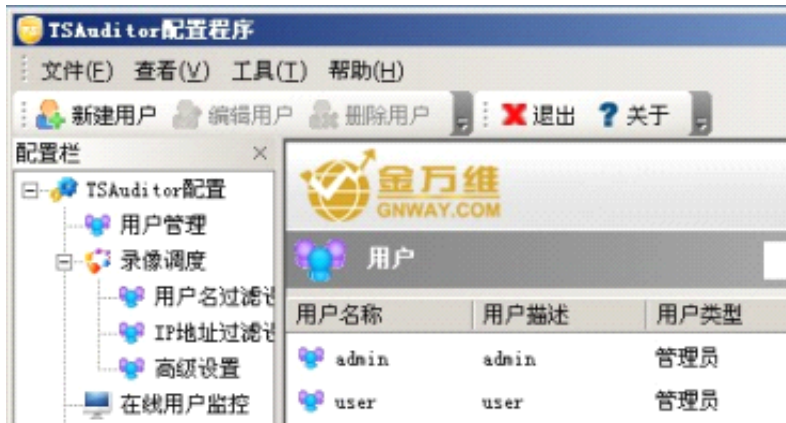 TSAuditor配置程序
文件(F) 查看(V) 工具(T) 帮助(H)
新建用户 编辑用户 删除用户 退出 ? 关于
配置栏 ×
TSAuditor配置
用户管理
录像调度
用户名过滤
IP地址过滤
高级设置
在线用户监控
金万维
GNWAY.COM
用户
用户名称 用户描述 用户类型
admin admin 管理员
user user 管理员